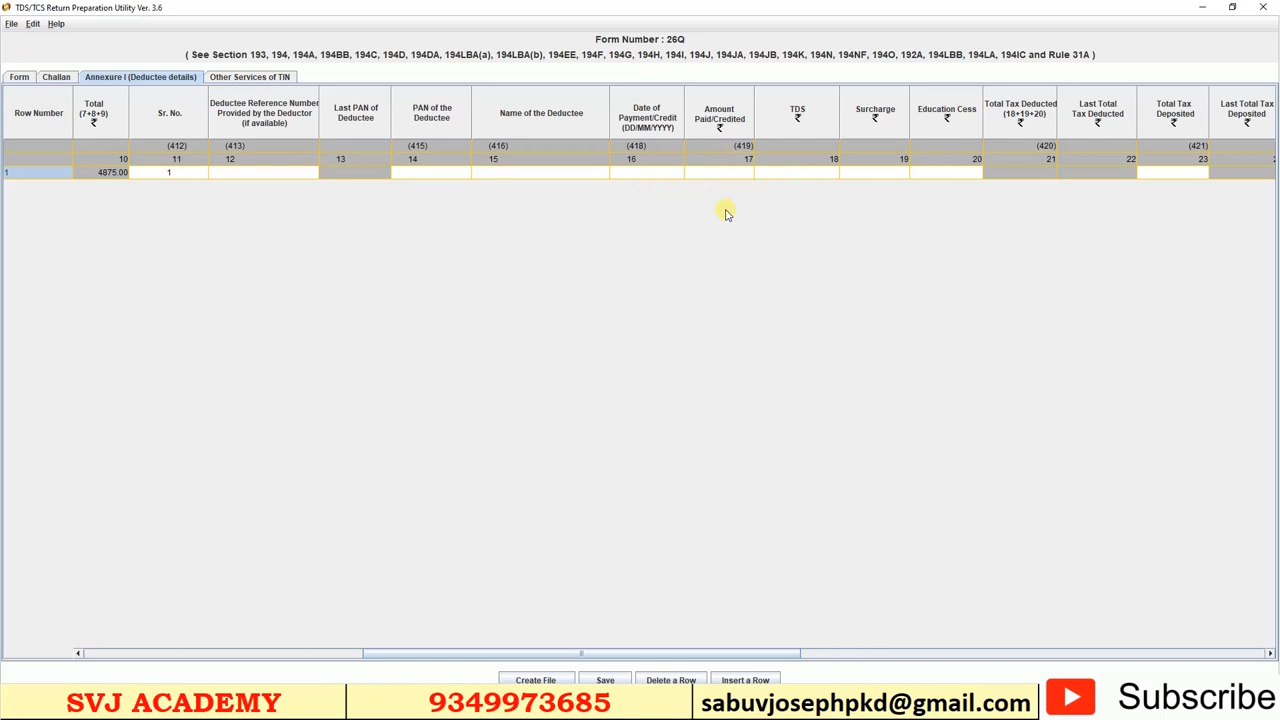 TDS/TCS Return Preparation Utility Ver. 3.6
File Edit Help
Form Number : 26Q
( See Section 193, 194, 194A, 194BB, 194C, 194D, 194DA, 194LBA(a), 194LBA(b), 194EE, 194F, 194G, 194H, 194I, 194J, 194JA, 194JB, 194K, 194N, 194NF, 194O, 192A, 194LBB, 194LA, 194IC and Rule 31A )
Form Challan Annexure I (Deductee details) Other Services of TIN
Row Number
Total
(7+8+9)
₹
Sr. No.
Deductee Reference Number
Provided by the Deductor
(if available)
Last PAN of
Deductee
PAN of the
Deductee
Name of the Deductee
Date of
Payment/Credit
(DD/MM/YYYY)
Amount
Paid/Credited
₹
TDS
₹
Surcharge
₹
Education Cess
₹
Total Tax Deducted
(18+19+20)
₹
Last Total
Tax Deducted
₹
Total Tax
Deposited
₹
Last Total Tax
Deposited
₹
(412) (413) (415) (416) (418) (419) (420) (421)
10 11 12 13 14 15 16 17 18 19 20 21 22 23 2
1 4875.00 1
Create File Save Delete a Row Insert a Row
SVJ ACADEMY 9349973685 sabuvjosephpkd@gmail.com Subscribe